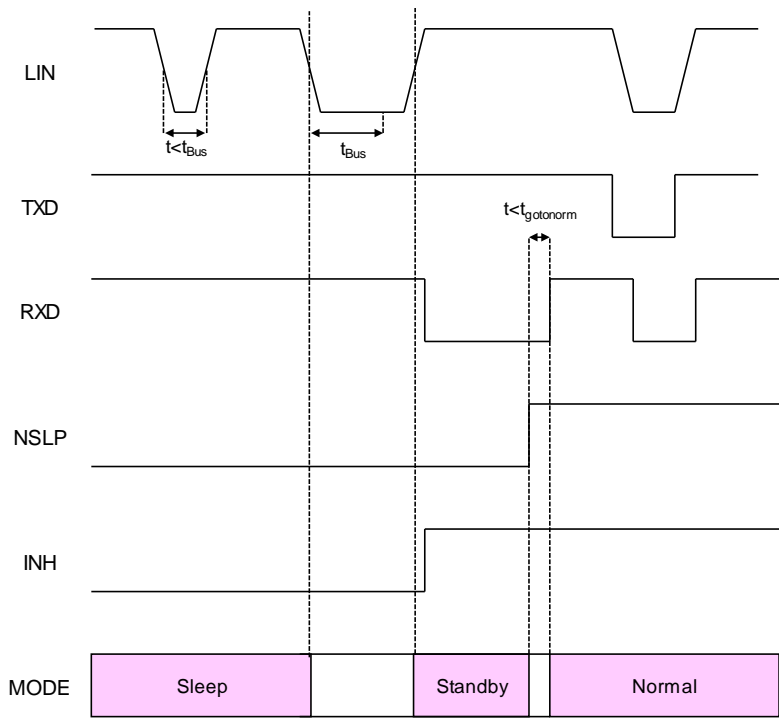 LIN
t<tBus
tBus
TXD
t<tgotonorm
RXD
NSLP
INH
MODE
Sleep
Standby
Normal